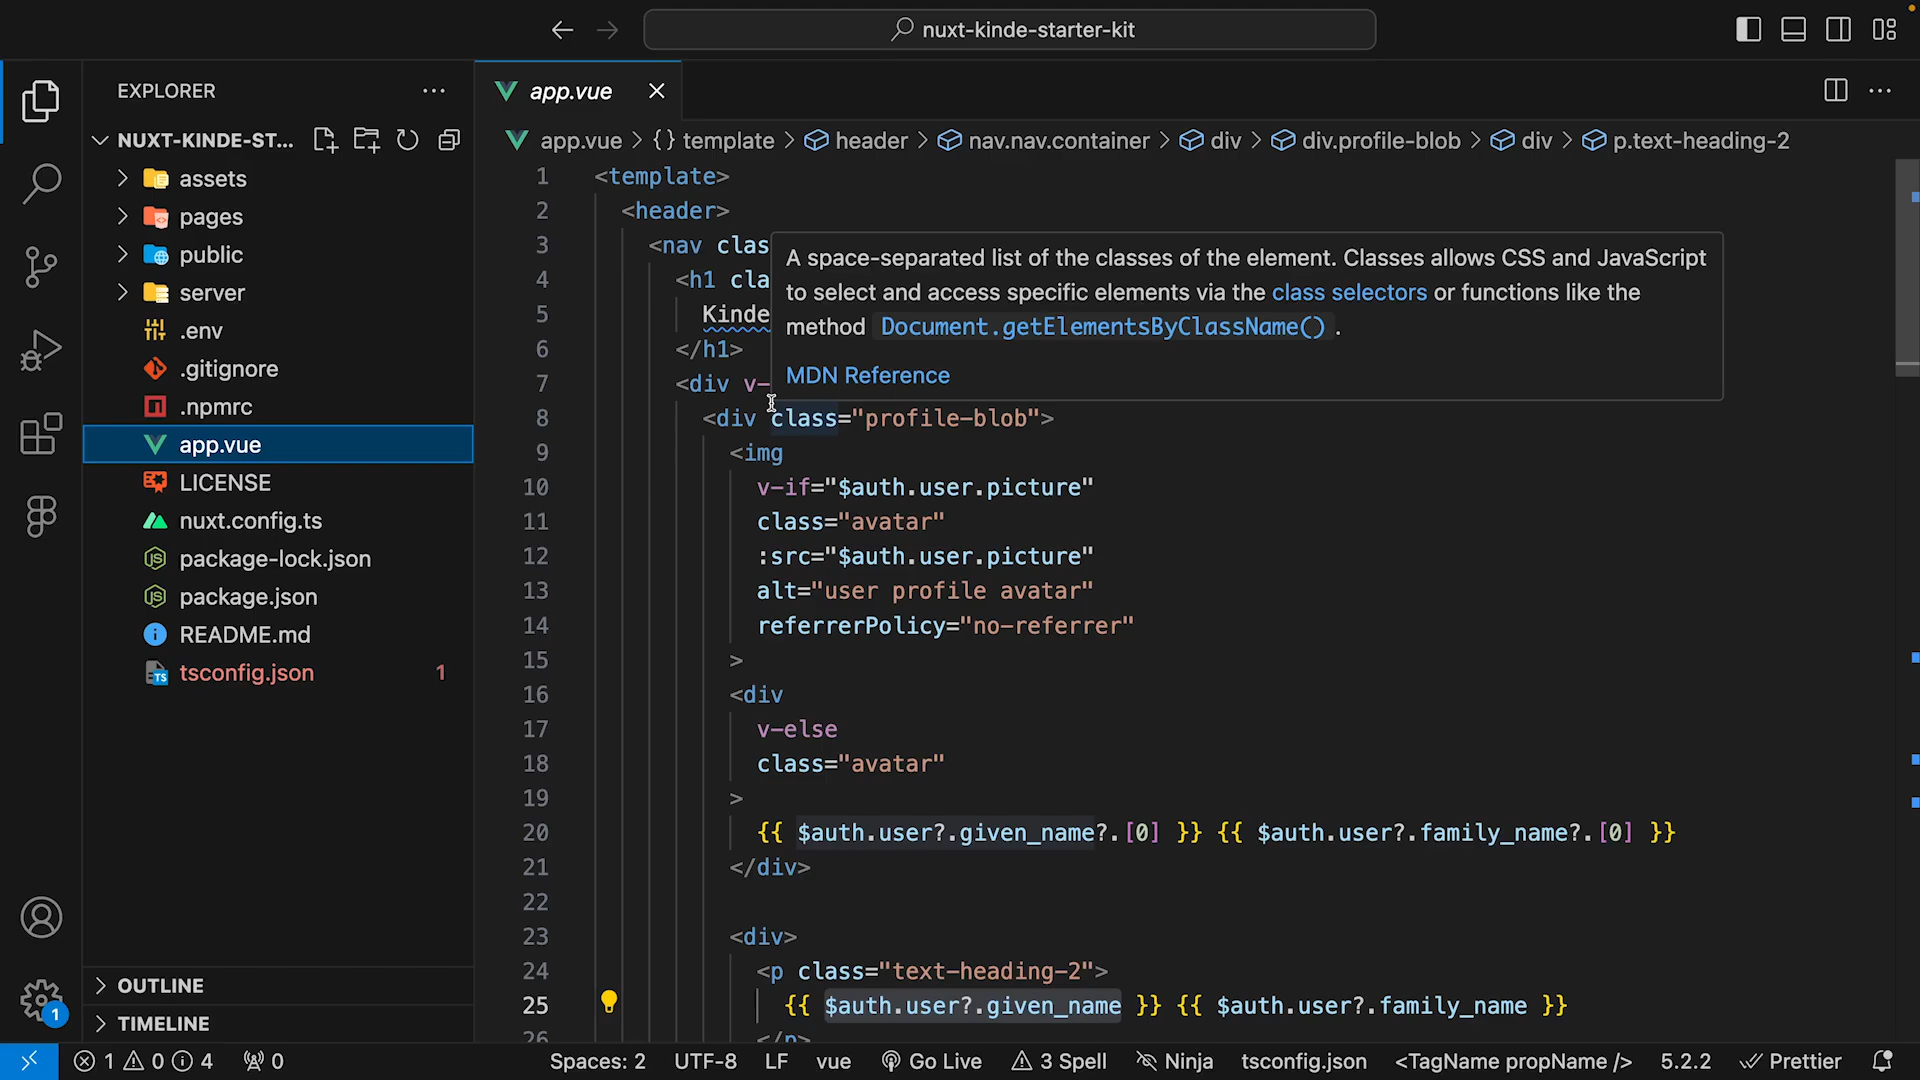 nuxt-kinde-starter-kit
EXPLORER
NUXT-KINDE-ST...
assets
pages
public
server
.env
.gitignore
.npmrc
app.vue
LICENSE
nuxt.config.ts
package-lock.json
package.json
README.md
tsconfig.json 1
OUTLINE
TIMELINE
1
app.vue
app.vue > {} template > header > nav.nav.container > div > div.profile-blob > div > p.text-heading-2
1 <template>
2 <header>
3 <nav clas
4 <h1 cla
5 Kinde
6 </h1>
7 <div v-
A space-separated list of the classes of the element. Classes allows CSS and JavaScript
to select and access specific elements via the class selectors or functions like the
method Document.getElementsByClassName() .
MDN Reference
8 <div class="profile-blob">
9 <img
10 v-if="$auth.user.picture"
11 class="avatar"
12 :src="$auth.user.picture"
13 alt="user profile avatar"
14 referrerPolicy="no-referrer"
15 >
16 <div
17 v-else
18 class="avatar"
19 >
20 {{ $auth.user?.given_name?.[0] }} {{ $auth.user?.family_name?.[0] }}
21 </div>
22
23 <div>
24 <p class="text-heading-2">
25 {{ $auth.user?.given_name }} {{ $auth.user?.family_name }}
26 </p>
1 0 4 0 Spaces: 2 UTF-8 LF vue Go Live 3 Spell Ninja tsconfig.json <TagName propName /> 5.2.2 Prettier